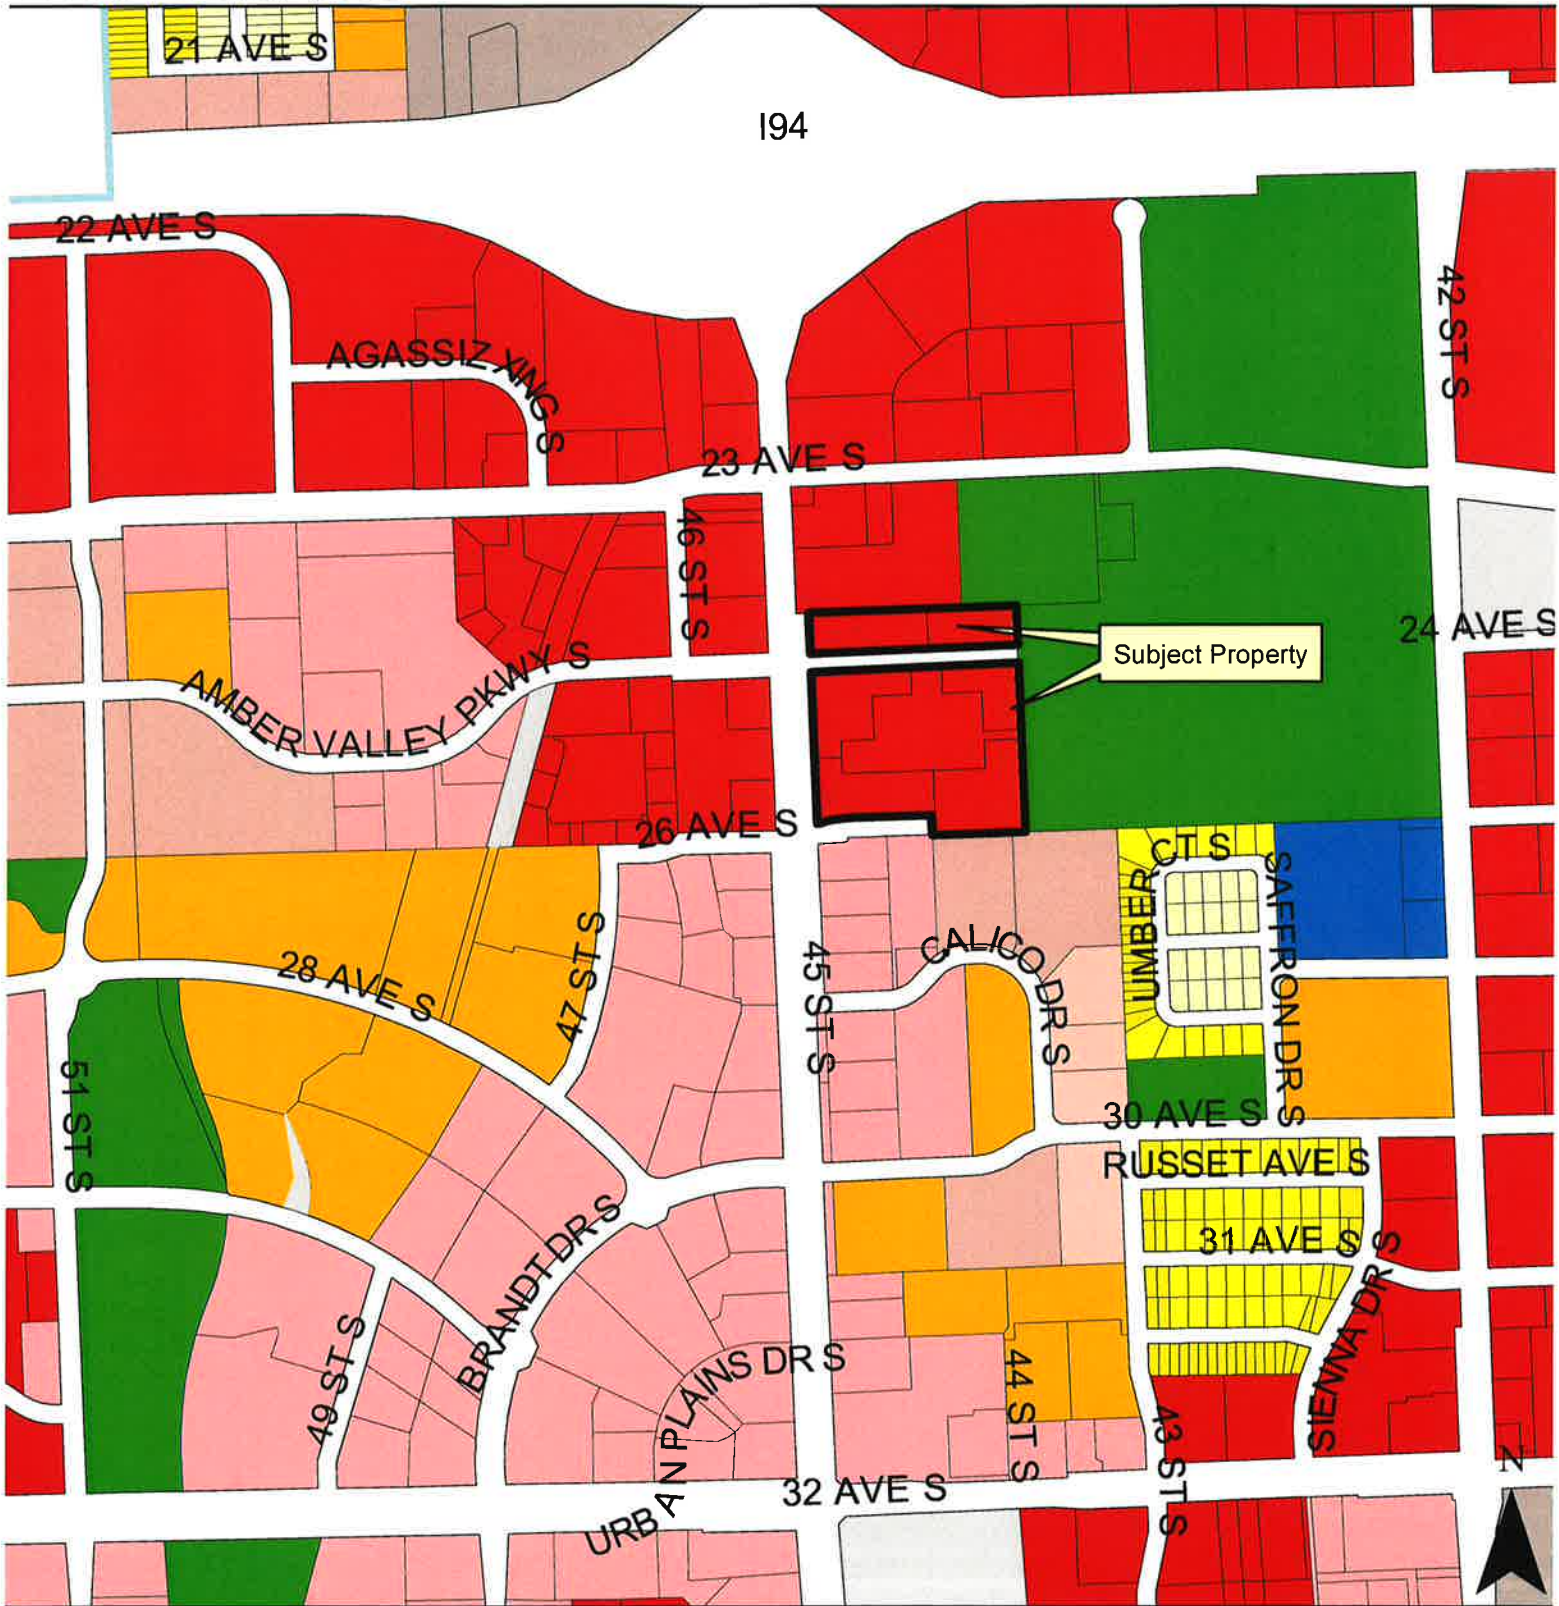 21 AVE S
I94
22 AVE S
42 ST S
AGASSIZ XING S
23 AVE S
46 ST S
24 AVE S
Subject Property
AMBER VALLEY PKWY S
26 AVE S
UMBER CT S
SAFFRON DR S
CALICO DR S
47 ST S
45 ST S
28 AVE S
51 ST S
30 AVE S
RUSSET AVE S
31 AVE S
BRANDT DR S
SIENNA DR S
49 ST S
URBAN PLAINS DR S
44 ST S
43 ST S
32 AVE S
N